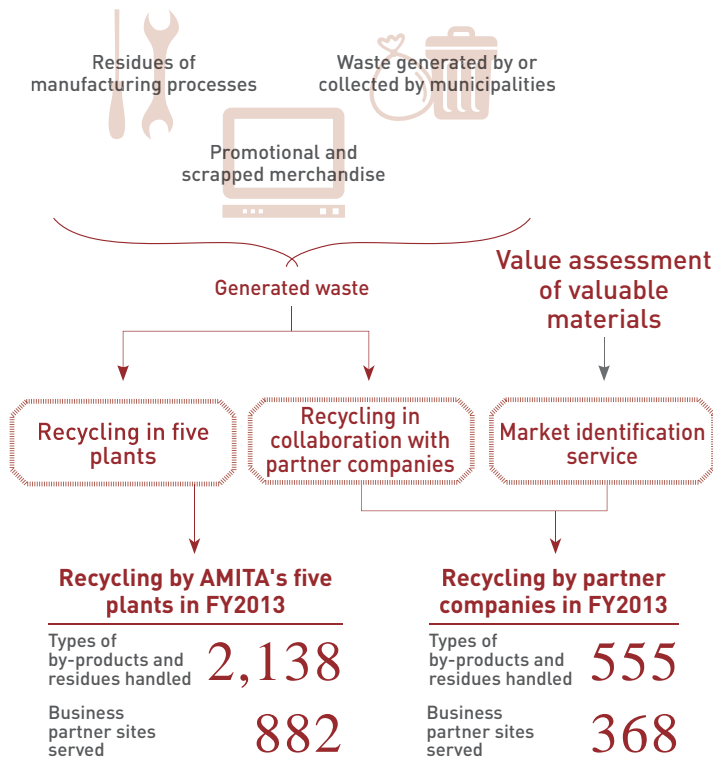 Residues of
manufacturing processes
Waste generated by or
collected by municipalities
Promotional and
scrapped merchandise
Generated waste
Value assessment
of valuable
materials
Recycling in five
plants
Recycling in
collaboration with
partner companies
Market identification
service
Recycling by AMITA's five
plants in FY2013
Types of
by-products and
residues handled
2,138
Business
partner sites
served
882
Recycling by partner
companies in FY2013
Types of
by-products and
residues handled
555
Business
partner sites
served
368